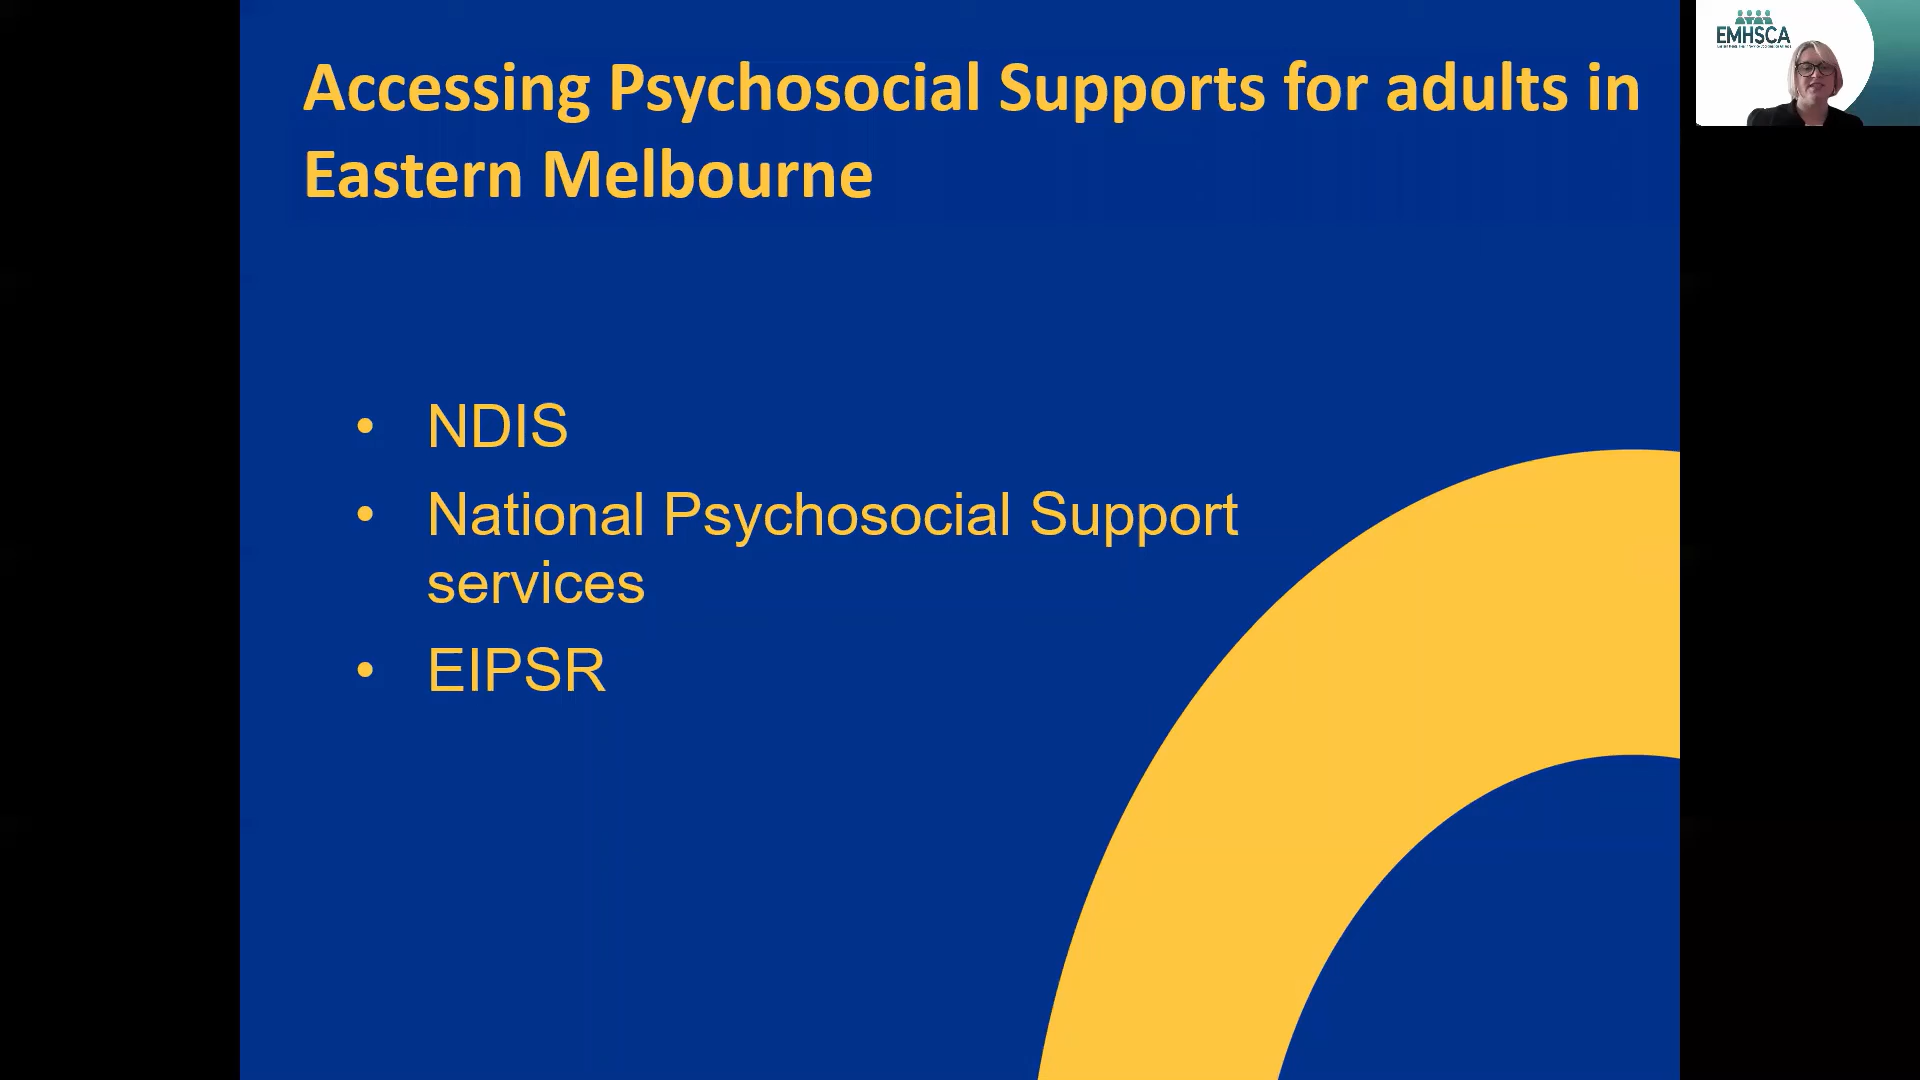 Accessing Psychosocial Supports for adults in
Eastern Melbourne
• NDIS
• National Psychosocial Support
services
• EIPSR
EMHSCA